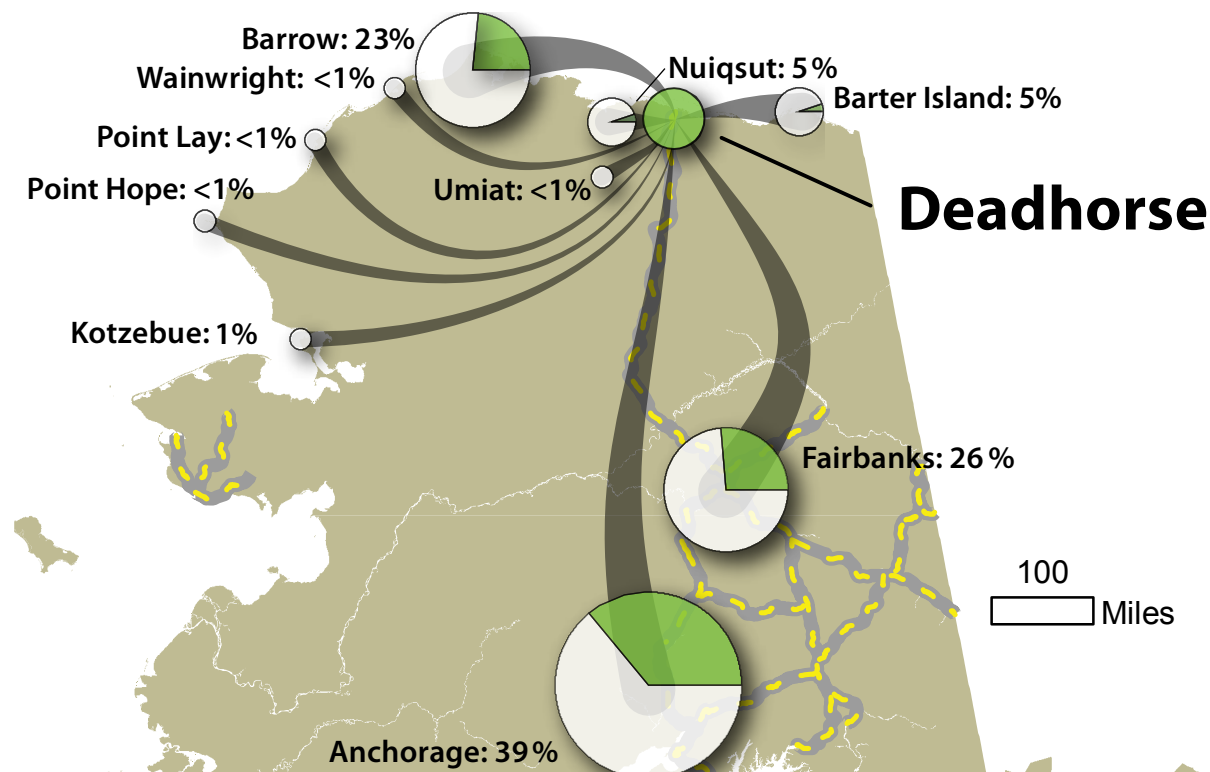 Barrow: 23%
Wainwright: <1%
Nuiqsut: 5%
Barter Island: 5%
Point Lay: <1%
Point Hope: <1%
Umiat: <1%
Deadhorse
Kotzebue: 1%
Fairbanks: 26%
100
Miles
Anchorage: 39%